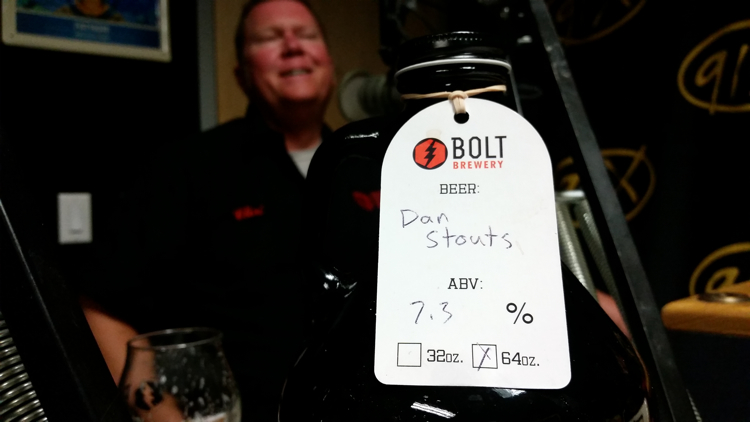 BOLT
BREWERY
BEER:
Dan
Stouts
ABV:
7.3 %
32oz. 64oz.